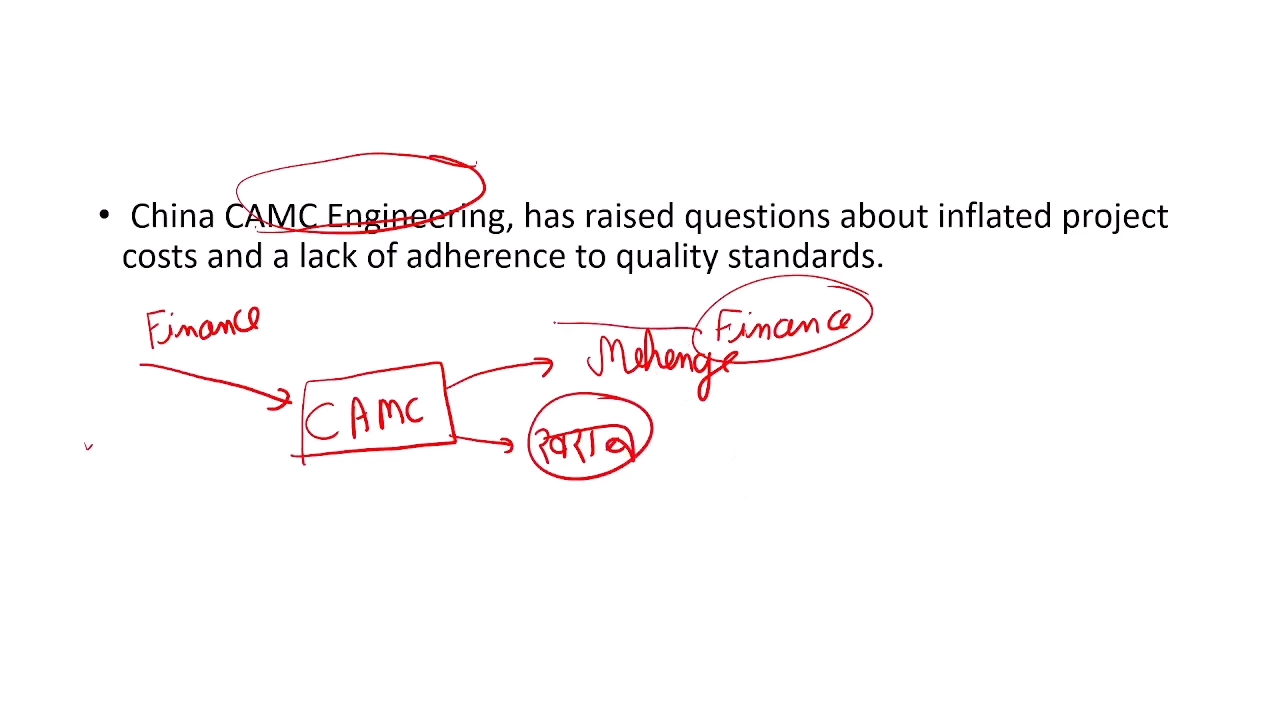 • China CAMC Engineering, has raised questions about inflated project
costs and a lack of adherence to quality standards.
Finance
Finance
Mehenge
CAMC
खराब